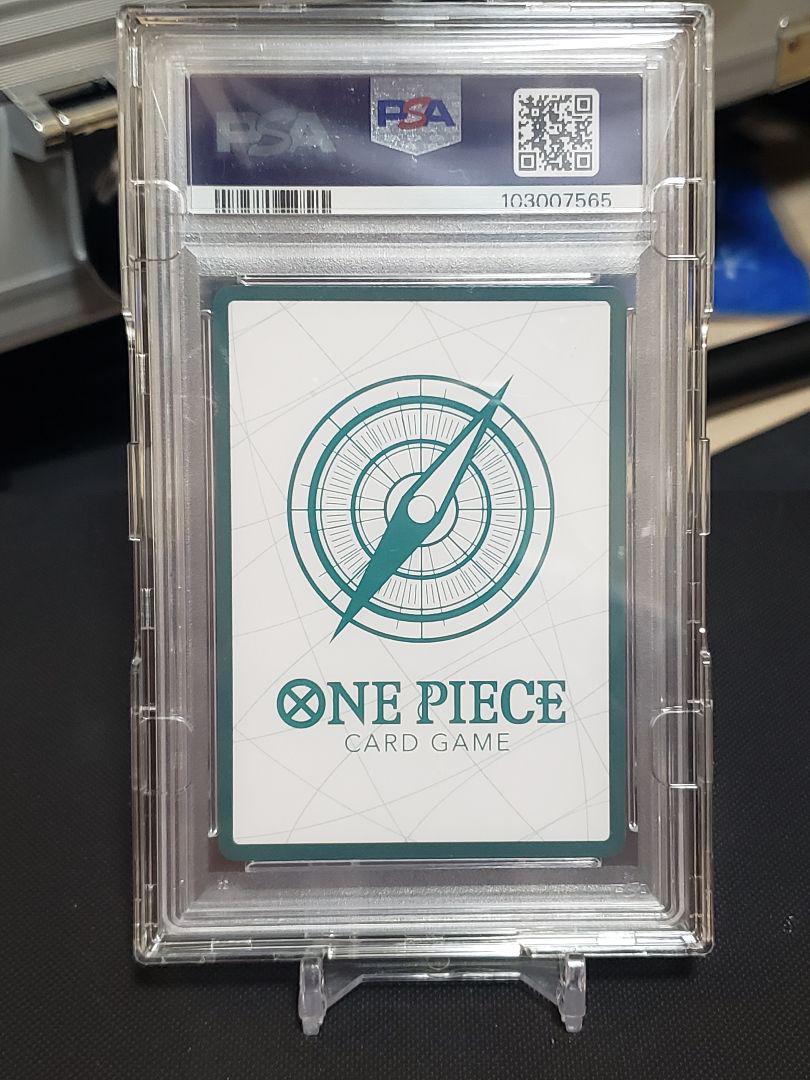 PSA
PSA
103007565
ONE PIECE
CARD GAME